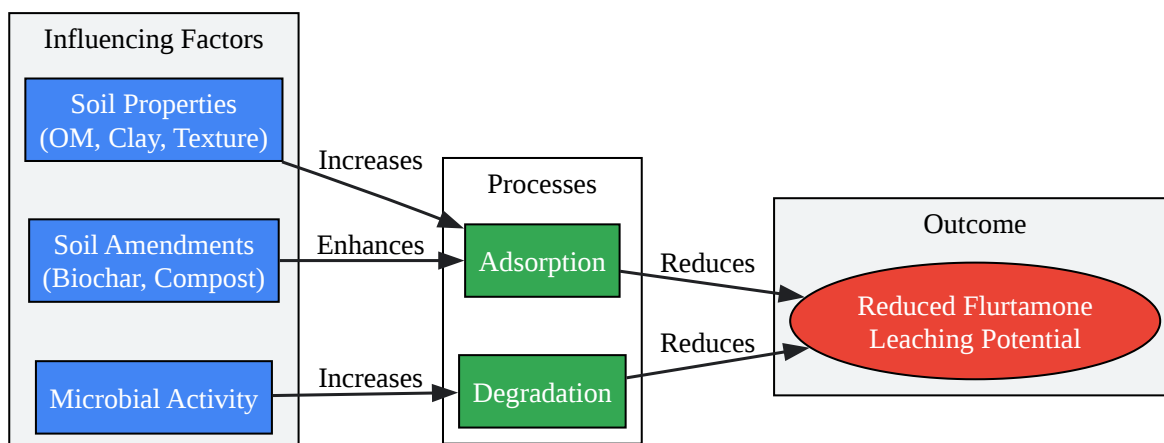 Influencing Factors
Soil Properties
(OM, Clay, Texture)
Increases
Processes
Outcome
Soil Amendments
(Biochar, Compost)
Enhances
Adsorption
Reduces
Reduced Flurtamone
Leaching Potential
Microbial Activity
Increases
Degradation
Reduces